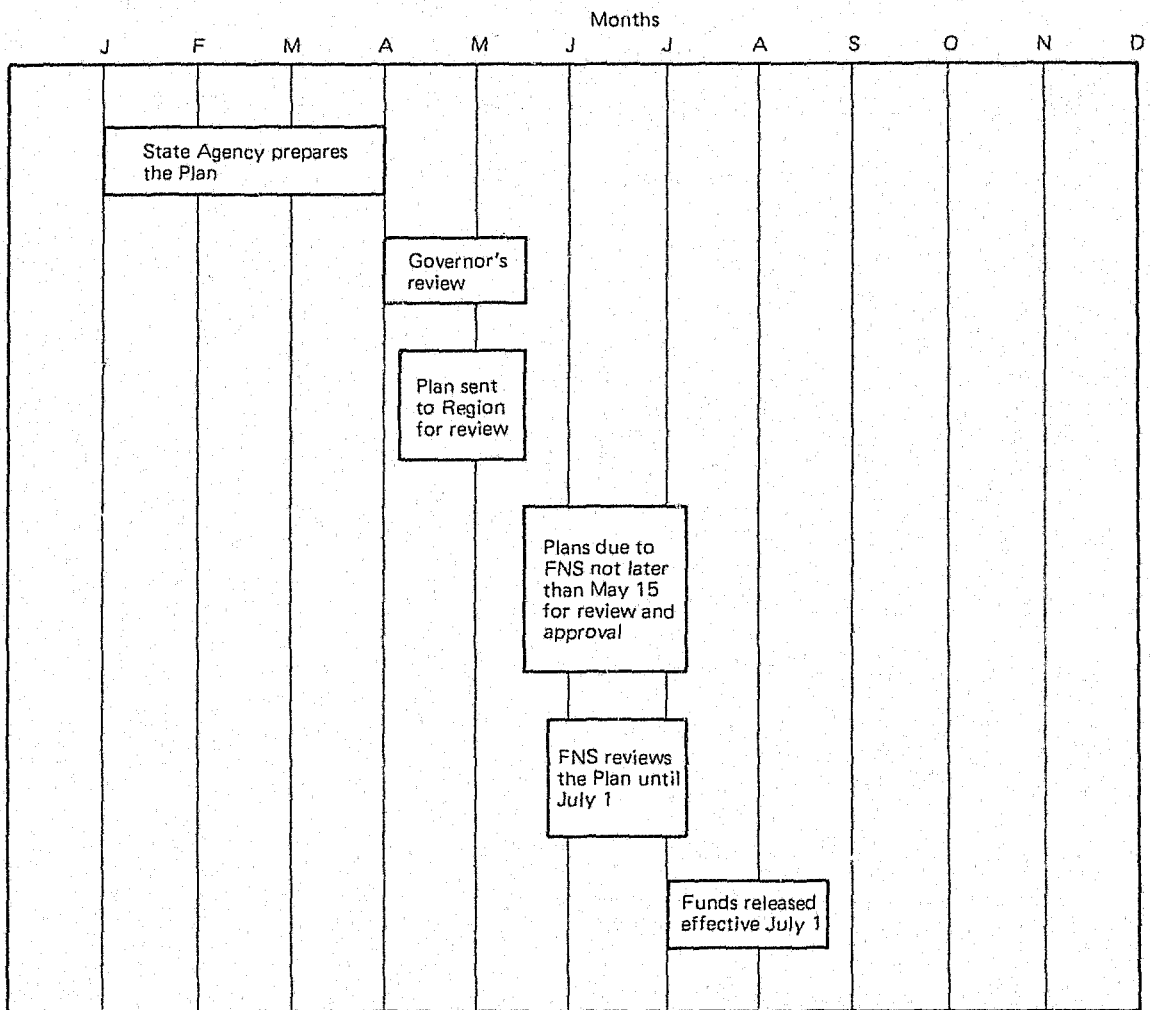 Months
J F M A M J J A S O N D
State Agency prepares
the Plan
Governor's
review
Plan sent
to Region
for review
Plans due to
FNS not later
than May 15
for review and
approval
FNS reviews
the Plan until
July 1
Funds released
effective July 1